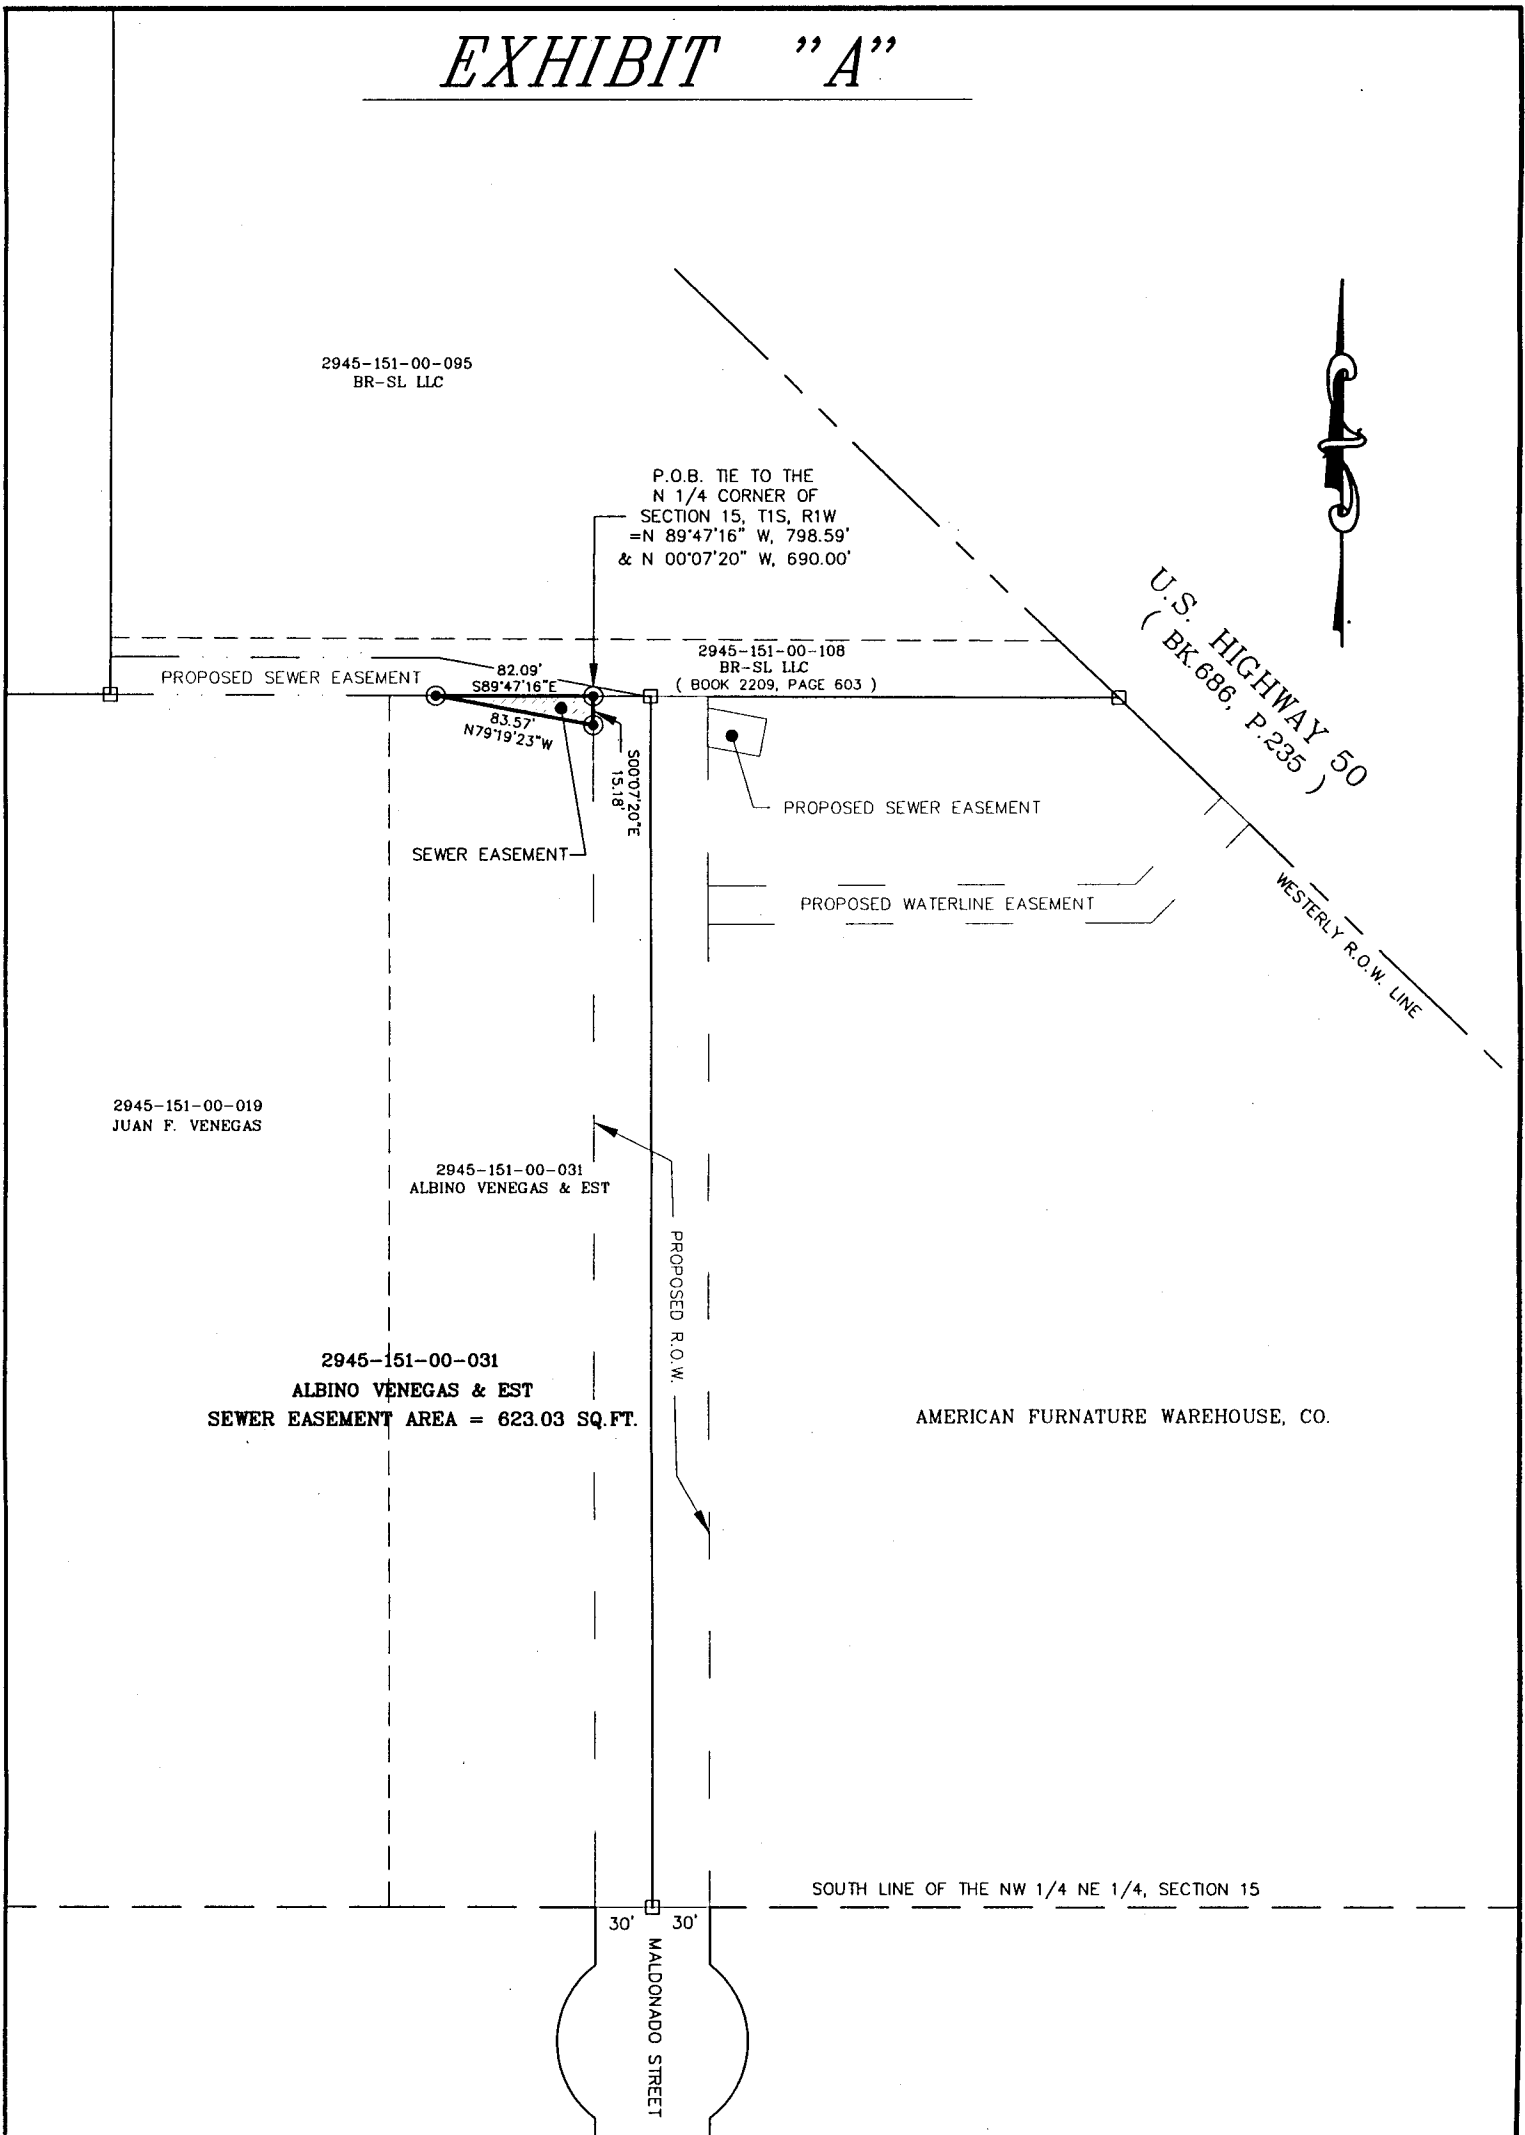 EXHIBIT "A"
2945-151-00-095
BR-SL LLC
P.O.B. TIE TO THE
N 1/4 CORNER OF
SECTION 15, T1S, R1W
=N 89°47'16" W, 798.59'
& N 00°07'20" W, 690.00'
U.S. HIGHWAY 50
( BK.686, P.235 )
2945-151-00-108
BR-SL LLC
( BOOK 2209, PAGE 603 )
PROPOSED SEWER EASEMENT
82.09'
S89°47'16"E
83.57'
N79°19'23"W
S00°07'20"E
15.18'
PROPOSED SEWER EASEMENT
SEWER EASEMENT
PROPOSED WATERLINE EASEMENT
WESTERLY R.O.W. LINE
2945-151-00-019
JUAN F. VENEGAS
2945-151-00-031
ALBINO VENEGAS & EST
PROPOSED R.O.W.
2945-151-00-031
ALBINO VENEGAS & EST
SEWER EASEMENT AREA = 623.03 SQ.FT.
AMERICAN FURNATURE WAREHOUSE, CO.
SOUTH LINE OF THE NW 1/4 NE 1/4, SECTION 15
30' 30'
MALDONADO STREET